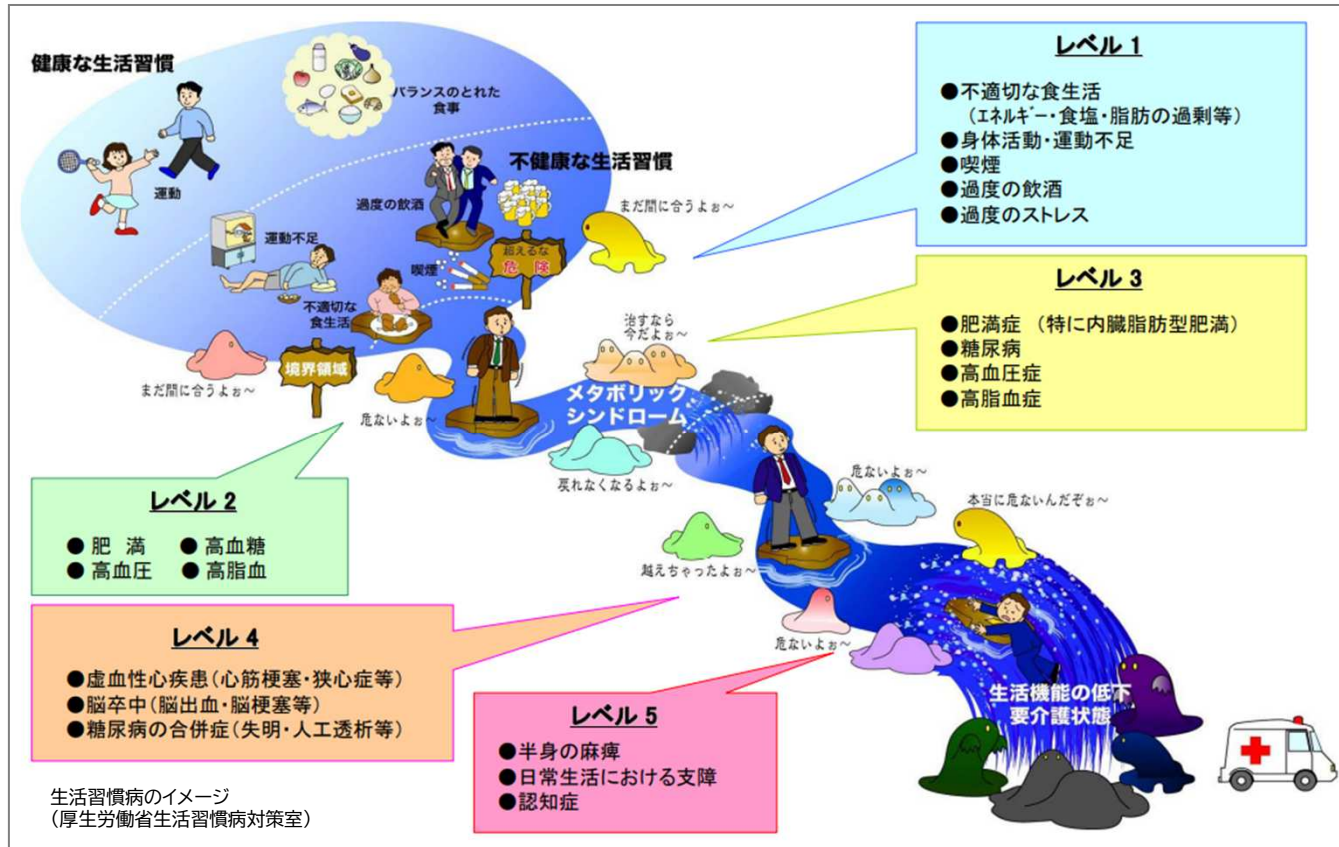 健康な生活習慣
バランスのとれた
食事
運動
不健康な生活習慣
過度の飲酒
運動不足
喫煙
超えるな
危険
不適切な
食生活
まだ間に合うよぉ〜
まだ間に合うよぉ〜
境界領域
危ないよぉ〜
治すなら
今だよぉ〜
メタボリック
シンドローム
戻れなくなるよぉ〜
危ないよぉ〜
本当に危ないんだぞぉ〜
越えちゃったよぉ〜
危ないよぉ〜
生活機能の低下
要介護状態
レベル 1
●不適切な食生活
(エネルギー・食塩・脂肪の過剰等)
●身体活動・運動不足
●喫煙
●過度の飲酒
●過度のストレス
レベル 2
● 肥 満 ● 高血糖
● 高血圧 ● 高脂血
レベル 3
●肥満症 (特に内臓脂肪型肥満)
●糖尿病
●高血圧症
●高脂血症
レベル 4
●虚血性心疾患(心筋梗塞・狭心症等)
●脳卒中(脳出血・脳梗塞等)
●糖尿病の合併症(失明・人工透析等)
レベル 5
●半身の麻痺
●日常生活における支障
●認知症
生活習慣病のイメージ
(厚生労働省生活習慣病対策室)